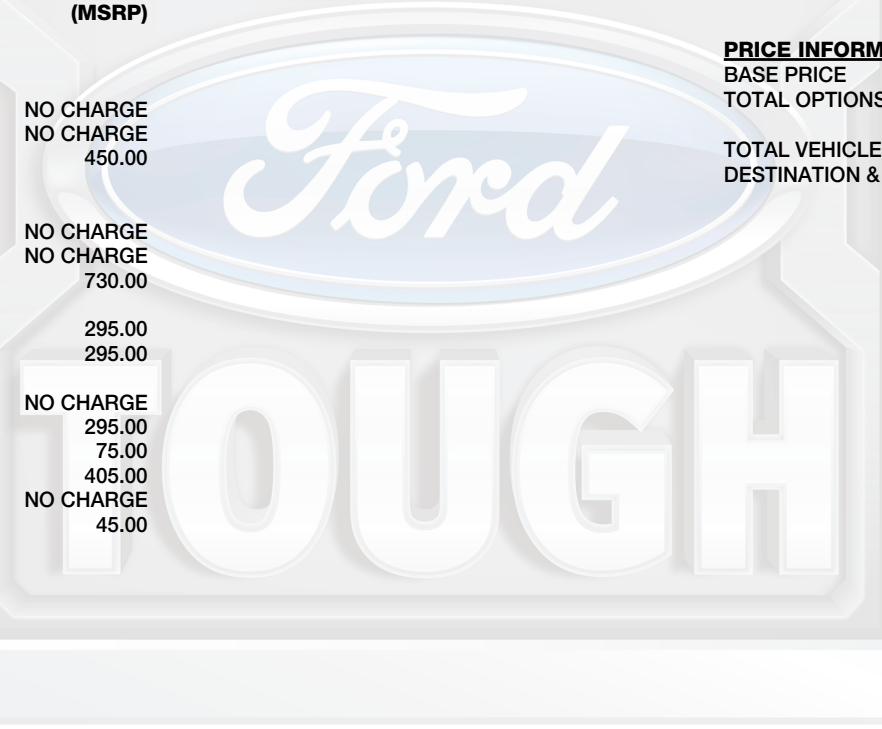 (MSRP)
NO CHARGE
NO CHARGE
450.00
NO CHARGE
NO CHARGE
730.00
295.00
295.00
NO CHARGE
295.00
75.00
405.00
NO CHARGE
45.00
PRICE INFORM
BASE PRICE
TOTAL OPTIONS
TOTAL VEHICLE
DESTINATION &
Ford
TOUGH